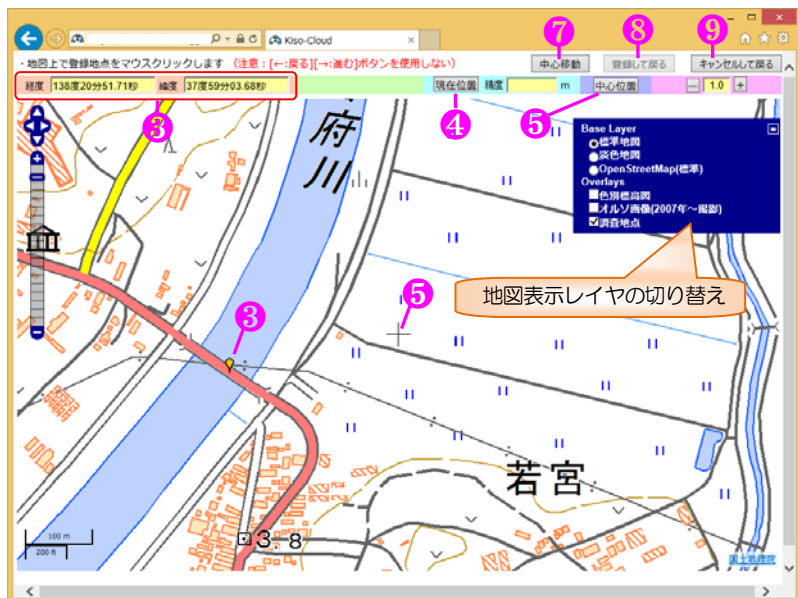 Kiso-Cloud
・地図上で登録地点をマウスクリックします (注意：[←:戻る][→:進む]ボタンを使用しない)
❼ ❽ ❾
中心移動 登録して戻る キャンセルして戻る
経度 138度20分51.71秒 緯度 37度59分03.68秒 現在位置 精度 m 中心位置 － 1.0 ＋
❸ ❹ ❺
府川
Base Layer
標準地図
淡色地図
OpenStreetMap(標準)
Overlays
色別標高図
オルソ画像(2007年～撮影)
調査地点
地図表示レイヤの切り替え
❺
❸
若宮
3.8
100 m
200 ft
国土地理院